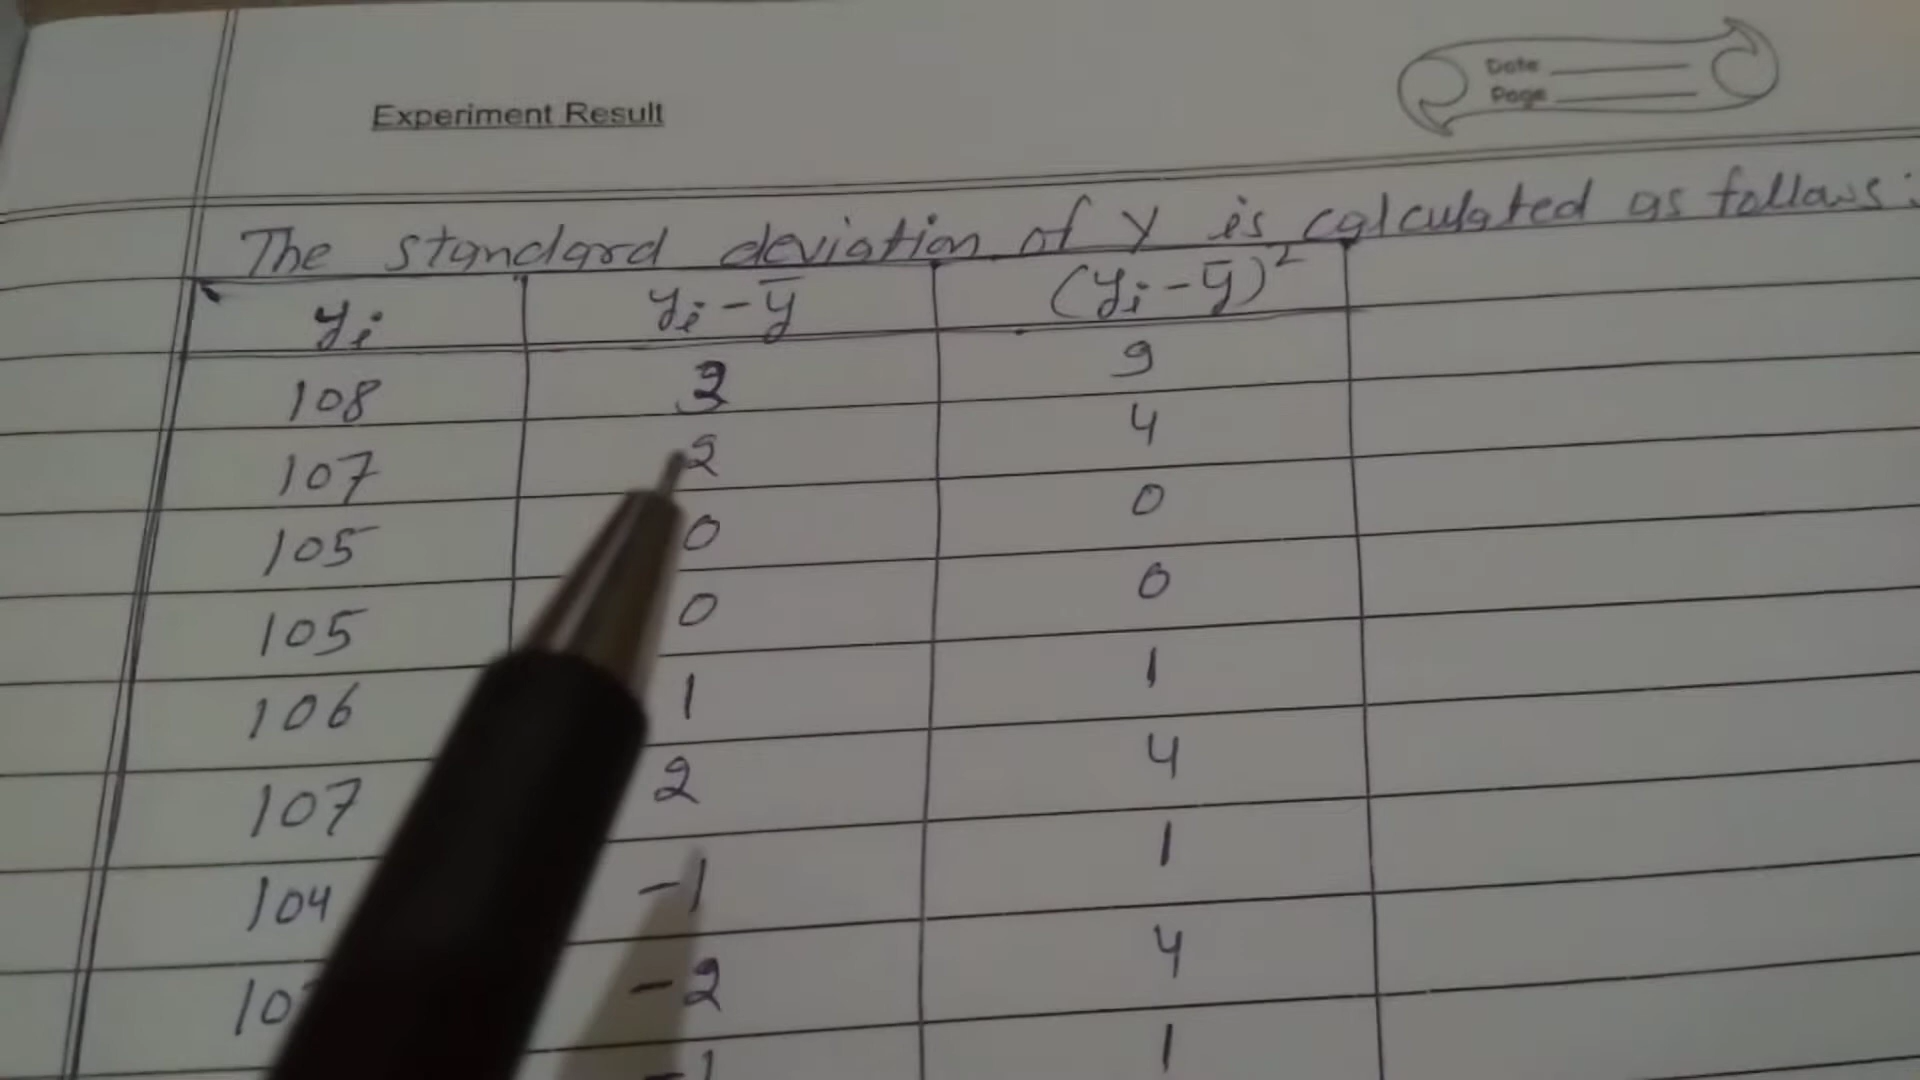 Date
Page
Experiment Result
The standard deviation of Y is calculated as follows:
yi yi - ȳ (yi - ȳ)²
108 3 9
107 2 4
105 0 0
105 0 0
106 1 1
107 2 4
104 -1 1
-2 4
-1 1